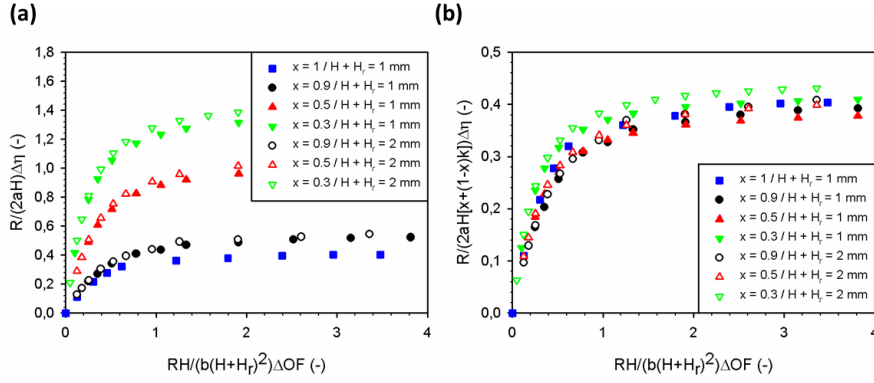 (a)
R/(2aH)Δη (-)
1,8
1,6
1,4
1,2
1,0
0,8
0,6
0,4
0,2
0,0
0
1
2
3
4
RH/(b(H+Hr)²)ΔOF (-)
x = 1 / H + Hr = 1 mm
x = 0.9 / H + Hr = 1 mm
x = 0.5 / H + Hr = 1 mm
x = 0.3 / H + Hr = 1 mm
x = 0.9 / H + Hr = 2 mm
x = 0.5 / H + Hr = 2 mm
x = 0.3 / H + Hr = 2 mm
(b)
R/(2aH[x+(1-x)k])Δη (-)
0,5
0,4
0,3
0,2
0,1
0,0
0
1
2
3
4
RH/(b(H+Hr)²)ΔOF (-)
x = 1 / H + Hr = 1 mm
x = 0.9 / H + Hr = 1 mm
x = 0.5 / H + Hr = 1 mm
x = 0.3 / H + Hr = 1 mm
x = 0.9 / H + Hr = 2 mm
x = 0.5 / H + Hr = 2 mm
x = 0.3 / H + Hr = 2 mm